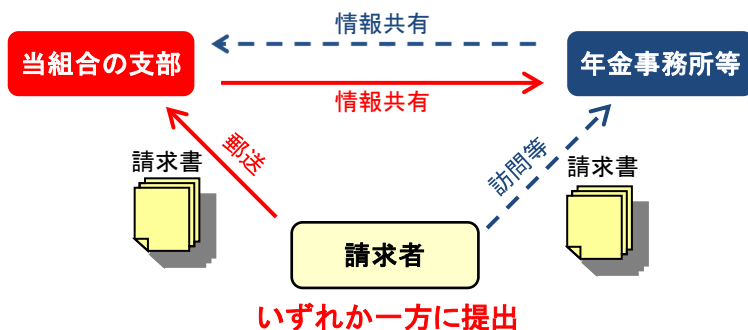 情報共有
当組合の支部
年金事務所等
情報共有
請求書
郵送
訪問等
請求書
請求者
いずれか一方に提出